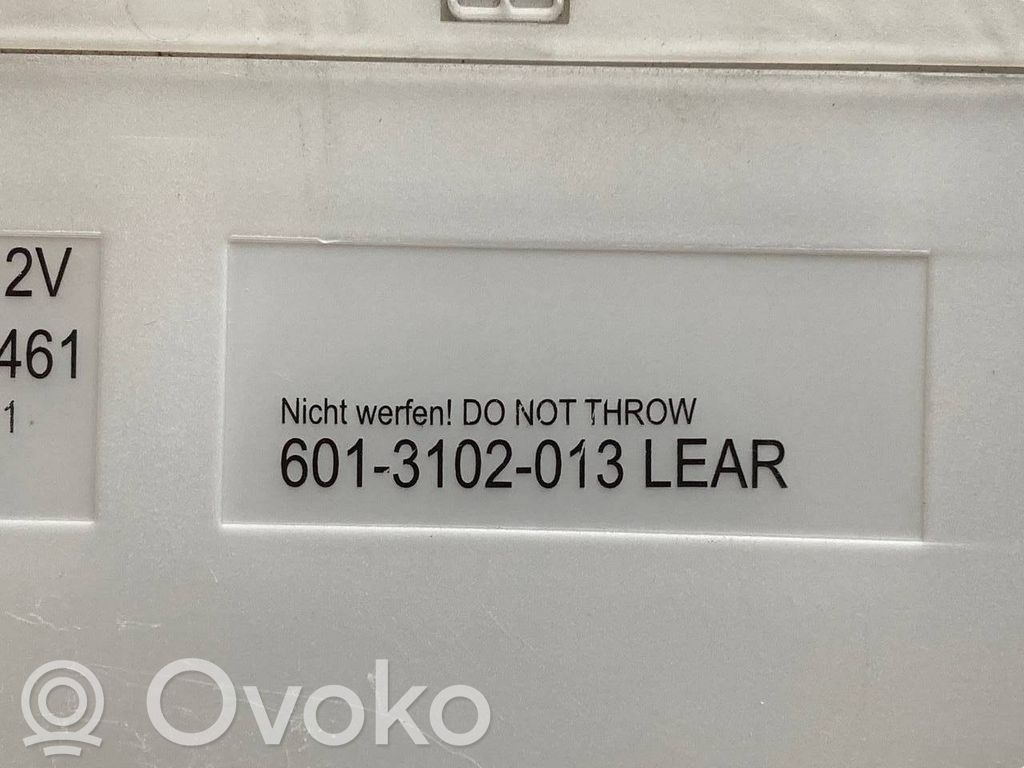 2V
461
1
Nicht werfen! DO NOT THROW
601-3102-013 LEAR
Ovoko